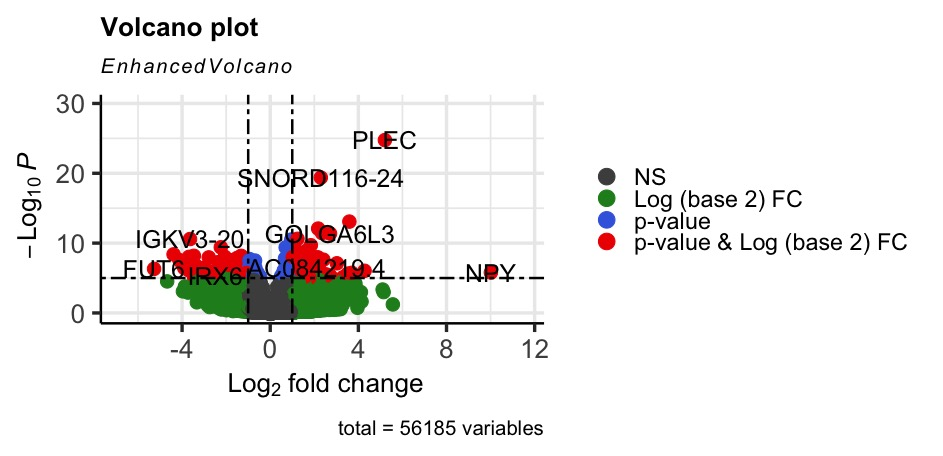 Volcano plot
EnhancedVolcano
30
20
10
0
−Log10 P
PLEC
SNORD116-24
GOLGA6L3
IGKV3-20
FUT6
IRX6
AC084219.4
NPY
-4 0 4 8 12
Log2 fold change
NS
Log (base 2) FC
p-value
p-value & Log (base 2) FC
total = 56185 variables